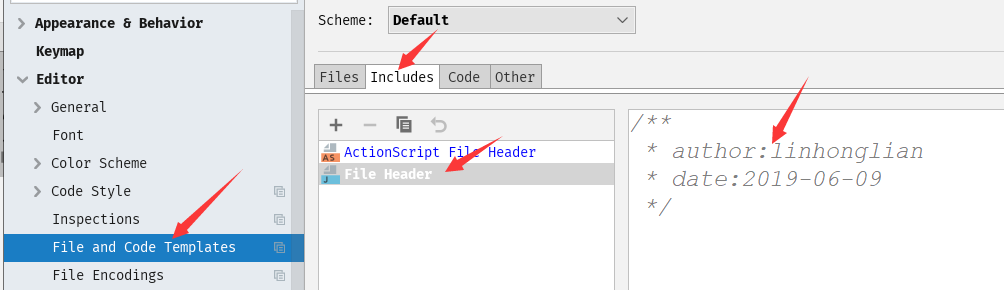 Appearance & Behavior
Keymap
Editor
General
Font
Color Scheme
Code Style
Inspections
File and Code Templates
File Encodings
Scheme: Default
Files Includes Code Other
AS ActionScript File Header
J File Header
/**
* author:linhonglian
* date:2019-06-09
*/